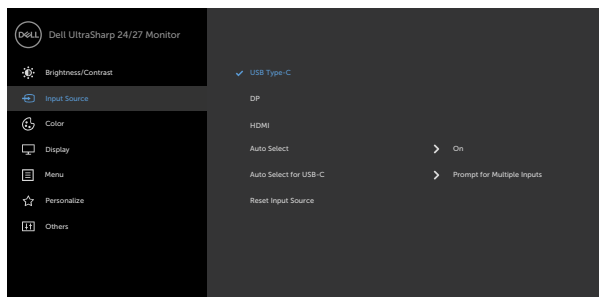 DELL
Dell UltraSharp 24/27 Monitor
Brightness/Contrast
Input Source
Color
Display
Menu
Personalize
Others
USB Type-C
DP
HDMI
Auto Select On
Auto Select for USB-C Prompt for Multiple Inputs
Reset Input Source